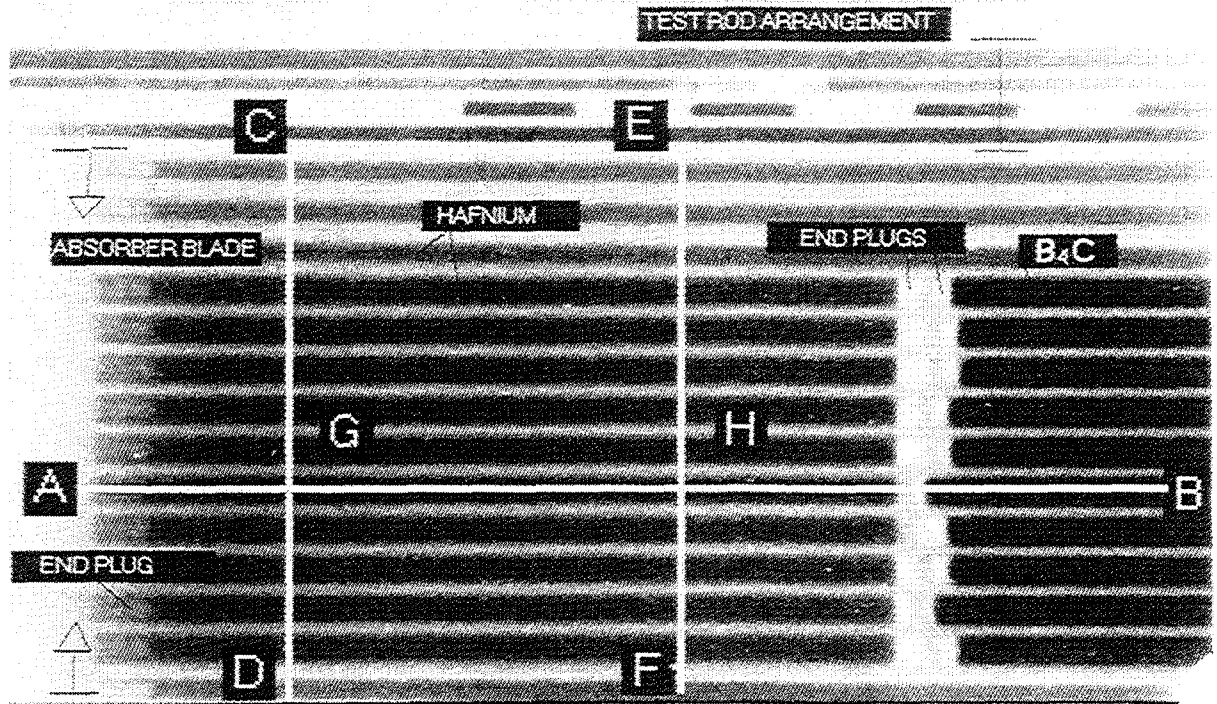 TEST ROD ARRANGEMENT
C
E
HAFNIUM
ABSORBER BLADE
END PLUGS
B₄C
G
H
A
B
END PLUG
D
F